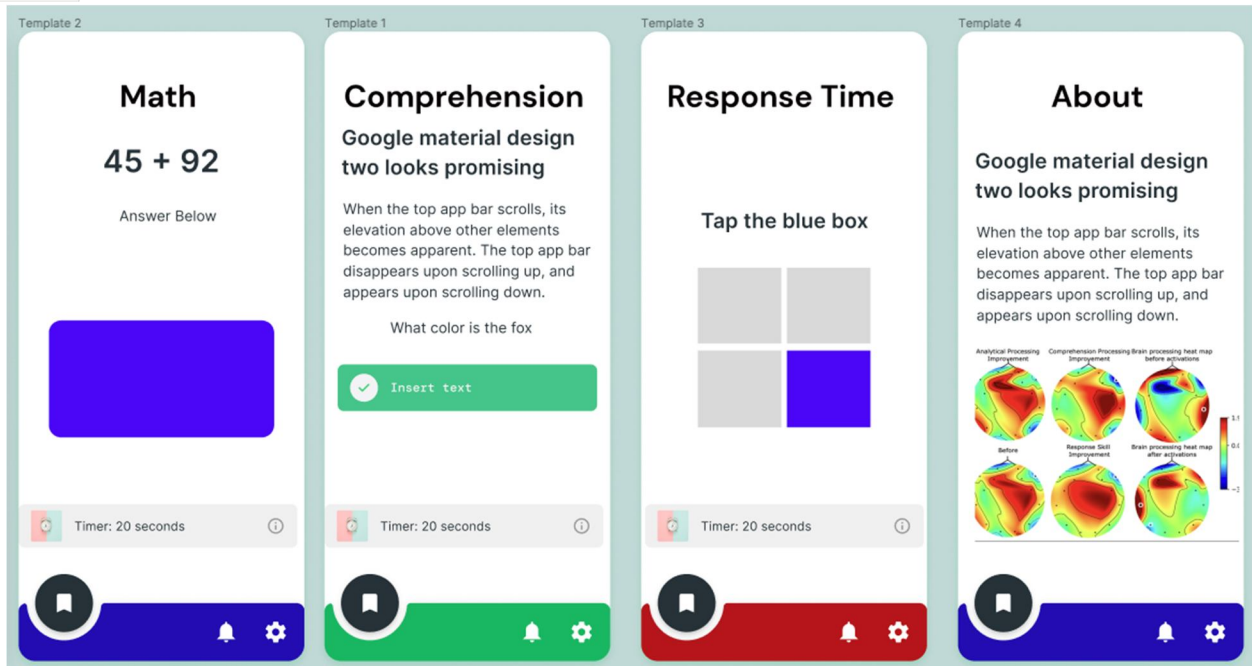 Template 2
Math
45 + 92
Answer Below
Timer: 20 seconds
Template 1
Comprehension
Google material design
two looks promising
When the top app bar scrolls, its
elevation above other elements
becomes apparent. The top app bar
disappears upon scrolling up, and
appears upon scrolling down.
What color is the fox
Insert text
Timer: 20 seconds
Template 3
Response Time
Tap the blue box
Timer: 20 seconds
Template 4
About
Google material design
two looks promising
When the top app bar scrolls, its
elevation above other elements
becomes apparent. The top app bar
disappears upon scrolling up, and
appears upon scrolling down.
Analytical Processing
Improvement
Comprehension Processing
Improvement
Brain processing heat map
before activations
Before
Response Skill
Improvement
Brain processing heat map
after activations